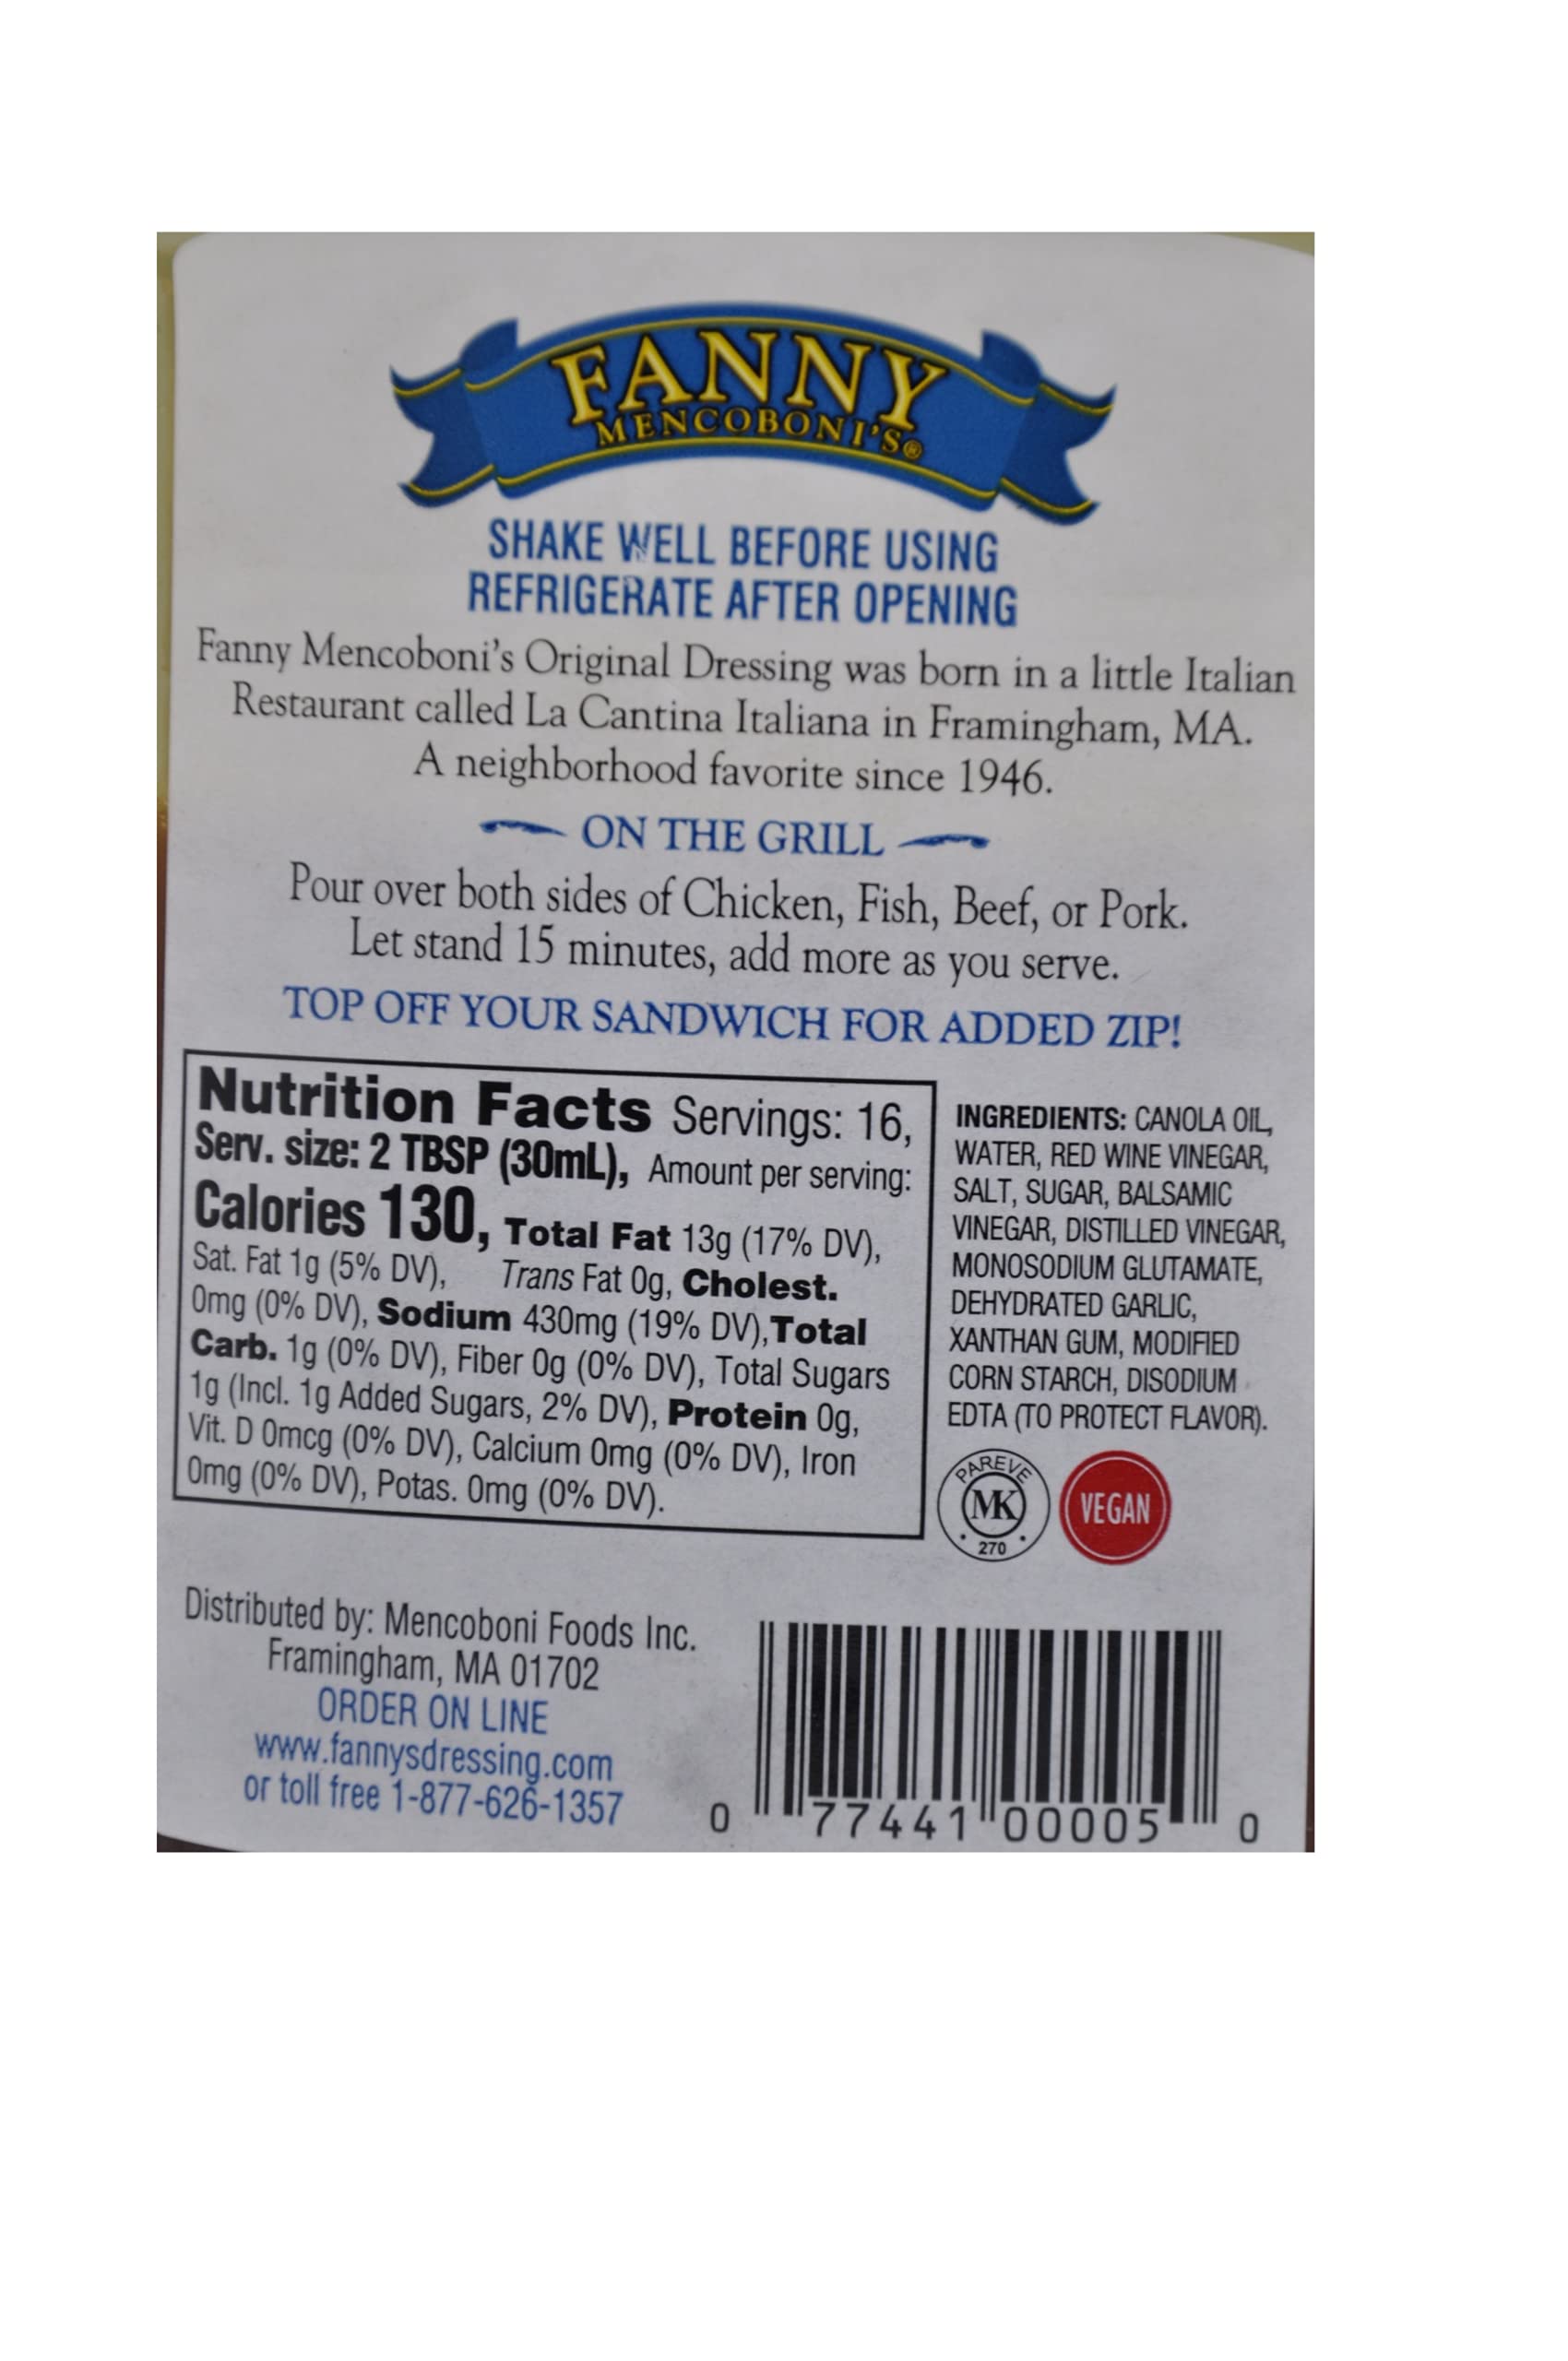 FANNY
MENCOBONI'S®
SHAKE WELL BEFORE USING
REFRIGERATE AFTER OPENING
Fanny Mencoboni's Original Dressing was born in a little Italian
Restaurant called La Cantina Italiana in Framingham, MA.
A neighborhood favorite since 1946.
ON THE GRILL
Pour over both sides of Chicken, Fish, Beef, or Pork.
Let stand 15 minutes, add more as you serve.
TOP OFF YOUR SANDWICH FOR ADDED ZIP!
Nutrition Facts Servings: 16,
Serv. size: 2 TBSP (30mL), Amount per serving:
Calories 130, Total Fat 13g (17% DV),
Sat. Fat 1g (5% DV), Trans Fat 0g, Cholest.
0mg (0% DV), Sodium 430mg (19% DV),Total
Carb. 1g (0% DV), Fiber 0g (0% DV), Total Sugars
1g (Incl. 1g Added Sugars, 2% DV), Protein 0g,
Vit. D 0mcg (0% DV), Calcium 0mg (0% DV), Iron
0mg (0% DV), Potas. 0mg (0% DV).
INGREDIENTS: CANOLA OIL,
WATER, RED WINE VINEGAR,
SALT, SUGAR, BALSAMIC
VINEGAR, DISTILLED VINEGAR,
MONOSODIUM GLUTAMATE,
DEHYDRATED GARLIC,
XANTHAN GUM, MODIFIED
CORN STARCH, DISODIUM
EDTA (TO PROTECT FLAVOR).
PAREVE
MK
270
VEGAN
Distributed by: Mencoboni Foods Inc.
Framingham, MA 01702
ORDER ON LINE
www.fannysdressing.com
or toll free 1-877-626-1357
0 77441 00005 0